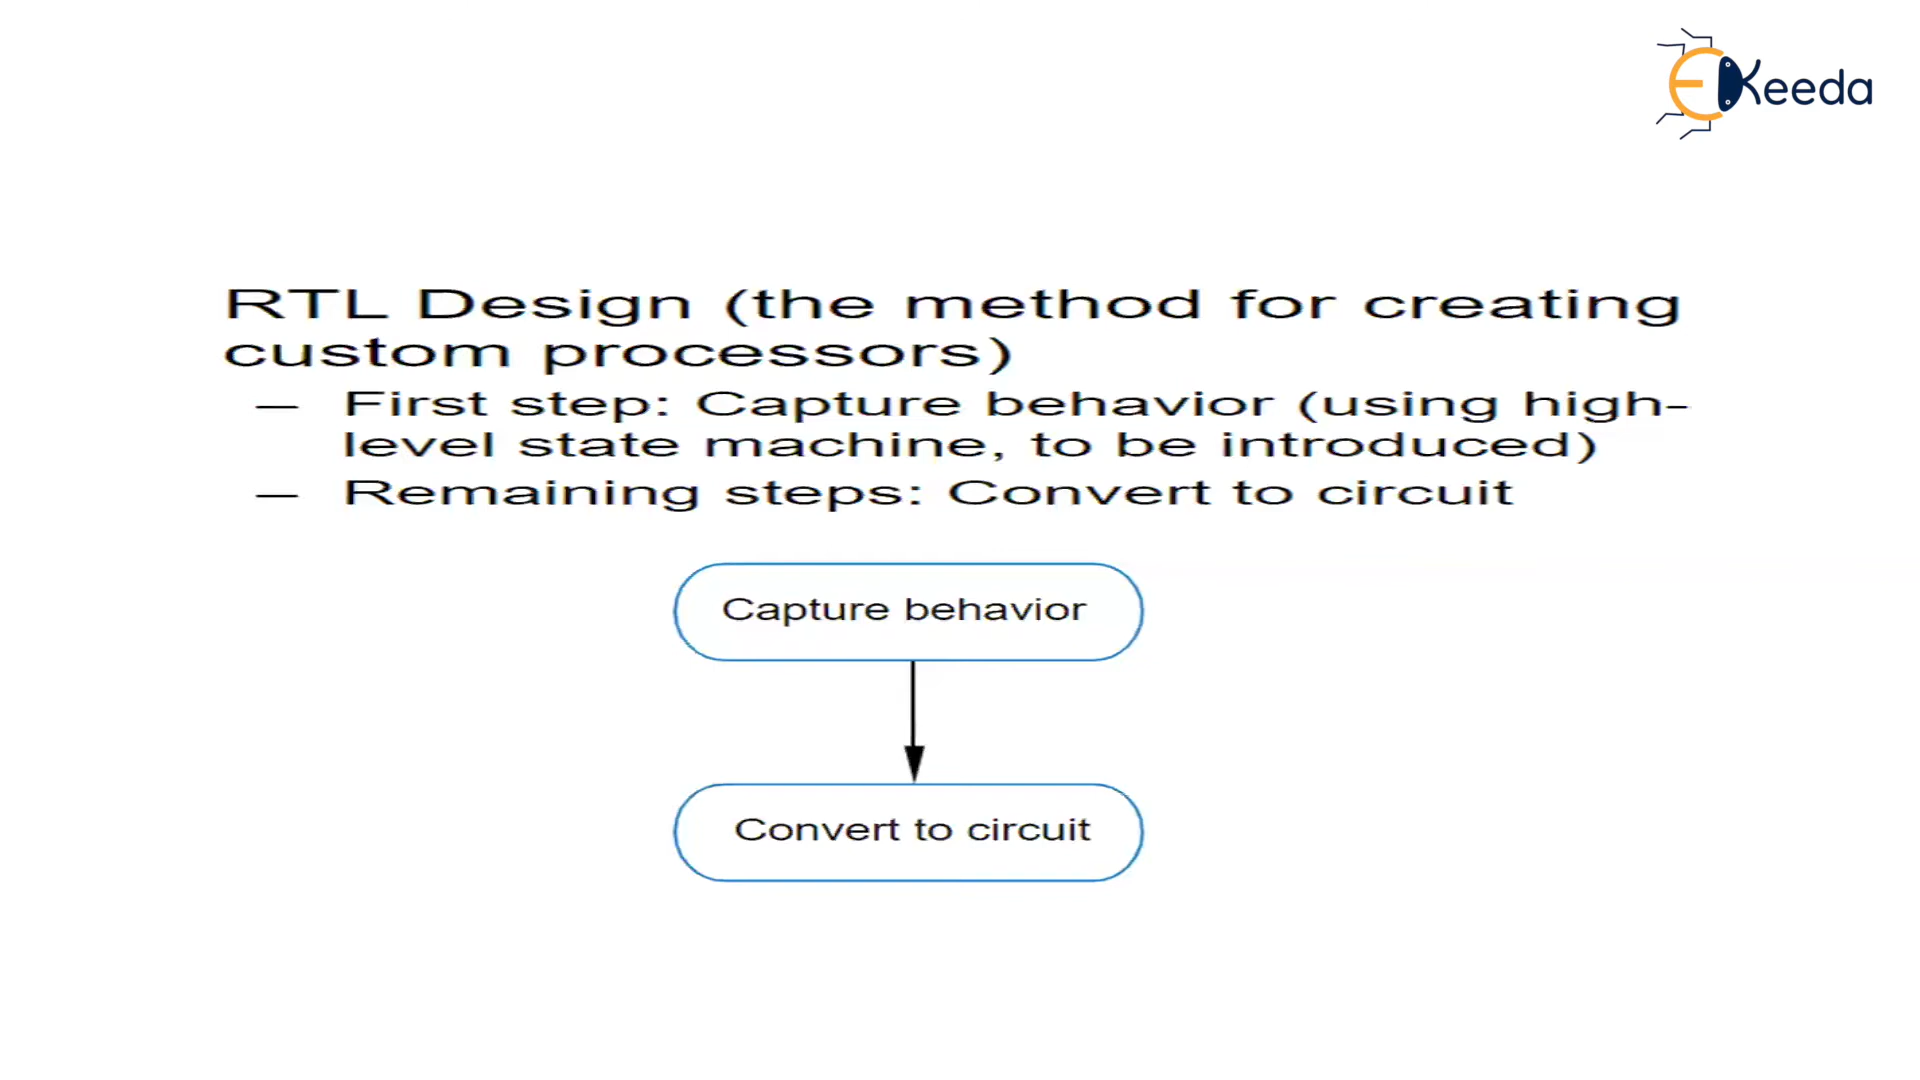 EKeeda
RTL Design (the method for creating
custom processors)
— First step: Capture behavior (using high-
level state machine, to be introduced)
— Remaining steps: Convert to circuit
Capture behavior
Convert to circuit